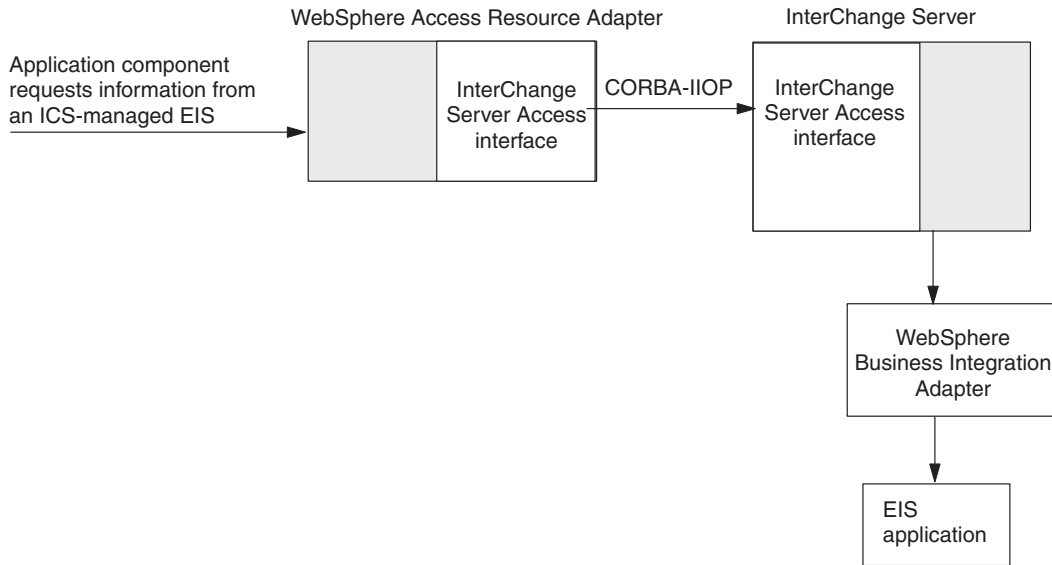 WebSphere Access Resource Adapter
InterChange Server
Application component
requests information from
an ICS-managed EIS
InterChange
Server Access
interface
CORBA-IIOP
InterChange
Server Access
interface
WebSphere
Business Integration
Adapter
EIS
application